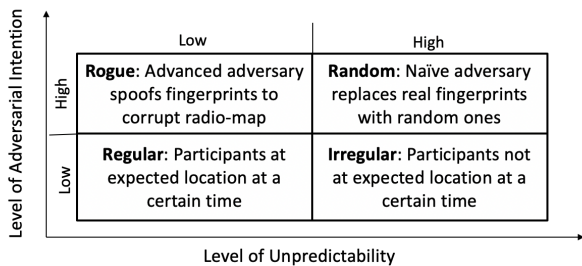 Low
High
Level of Adversarial Intention
High
Rogue: Advanced adversary
spoofs fingerprints to
corrupt radio-map
Random: Naïve adversary
replaces real fingerprints
with random ones
Low
Regular: Participants at
expected location at a
certain time
Irregular: Participants not
at expected location at a
certain time
Level of Unpredictability